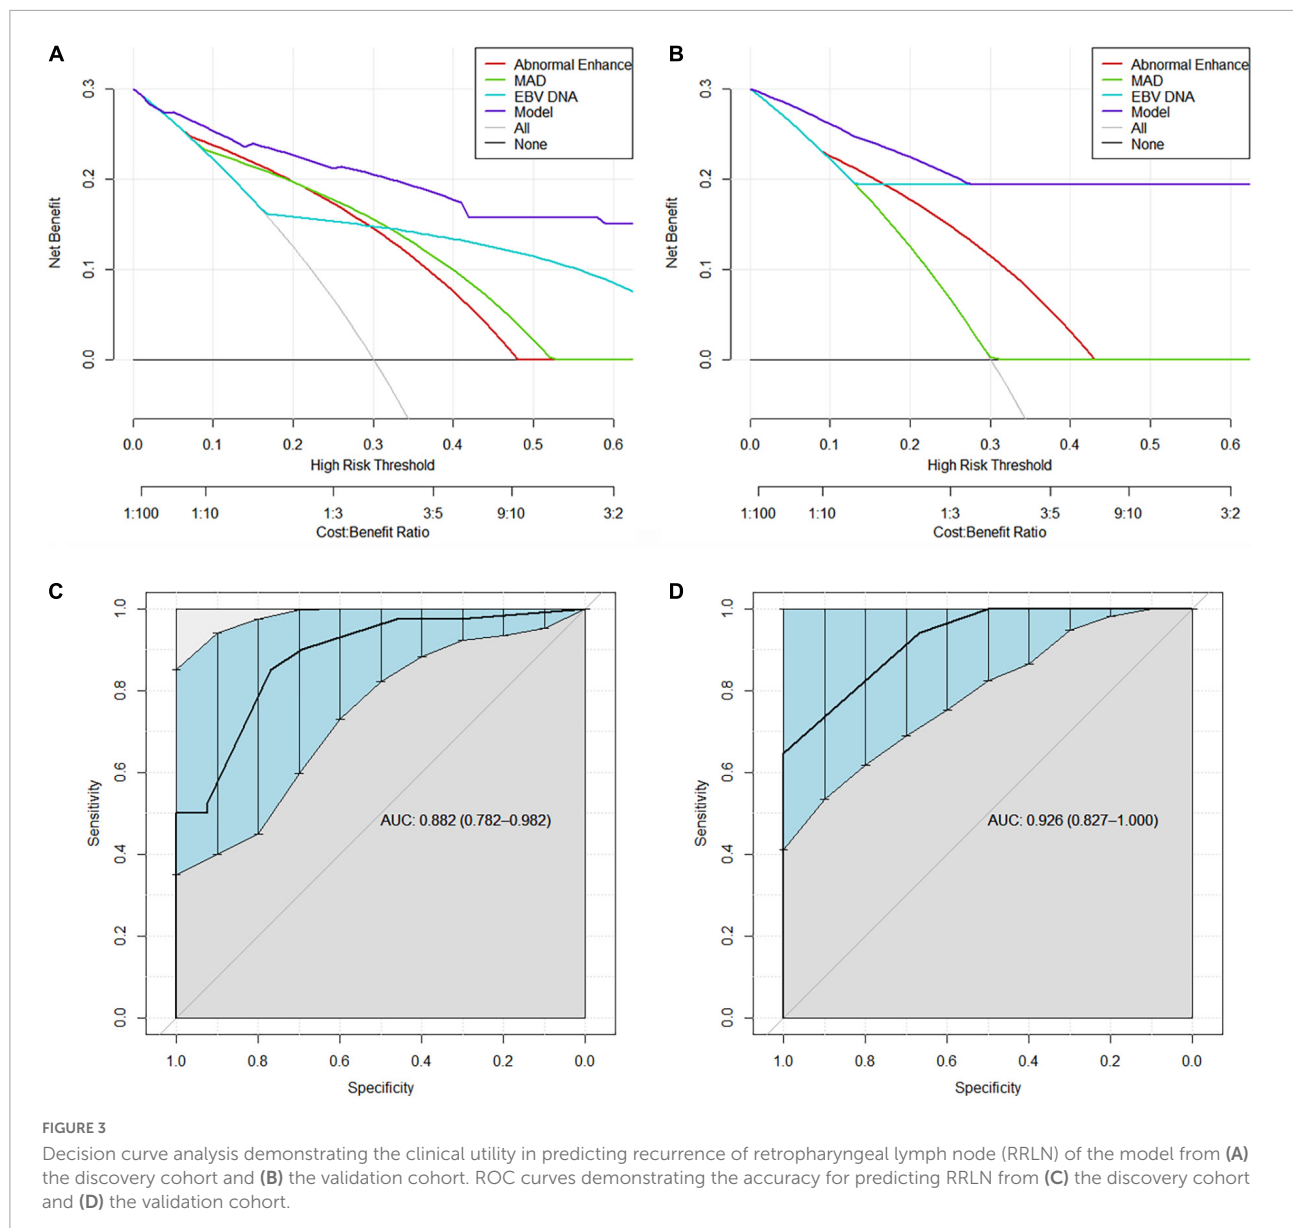 A
Abnormal Enhance
MAD
EBV DNA
Model
All
None
Net Benefit
0.3
0.2
0.1
0.0
0.0 0.1 0.2 0.3 0.4 0.5 0.6
High Risk Threshold
1:100 1:10 1:3 3:5 9:10 3:2
Cost:Benefit Ratio
B
Abnormal Enhance
MAD
EBV DNA
Model
All
None
Net Benefit
0.3
0.2
0.1
0.0
0.0 0.1 0.2 0.3 0.4 0.5 0.6
High Risk Threshold
1:100 1:10 1:3 3:5 9:10 3:2
Cost:Benefit Ratio
C
Sensitivity
1.0
0.8
0.6
0.4
0.2
0.0
AUC: 0.882 (0.782–0.982)
1.0 0.8 0.6 0.4 0.2 0.0
Specificity
D
Sensitivity
1.0
0.8
0.6
0.4
0.2
0.0
AUC: 0.926 (0.827–1.000)
1.0 0.8 0.6 0.4 0.2 0.0
Specificity
FIGURE 3
Decision curve analysis demonstrating the clinical utility in predicting recurrence of retropharyngeal lymph node (RRLN) of the model from (A)
the discovery cohort and (B) the validation cohort. ROC curves demonstrating the accuracy for predicting RRLN from (C) the discovery cohort
and (D) the validation cohort.